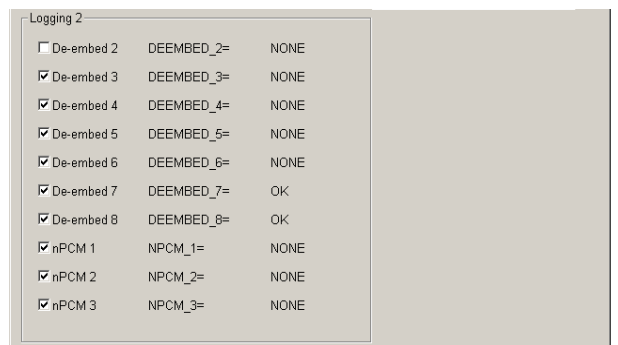 Logging 2
De-embed 2 DEEMBED_2= NONE
De-embed 3 DEEMBED_3= NONE
De-embed 4 DEEMBED_4= NONE
De-embed 5 DEEMBED_5= NONE
De-embed 6 DEEMBED_6= NONE
De-embed 7 DEEMBED_7= OK
De-embed 8 DEEMBED_8= OK
nPCM 1 NPCM_1= NONE
nPCM 2 NPCM_2= NONE
nPCM 3 NPCM_3= NONE